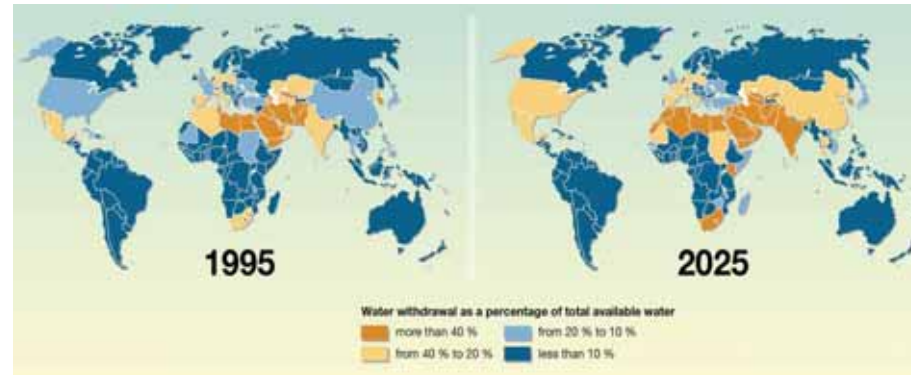 1995
2025
Water withdrawal as a percentage of total available water
more than 40 %
from 20 % to 10 %
from 40 % to 20 %
less than 10 %